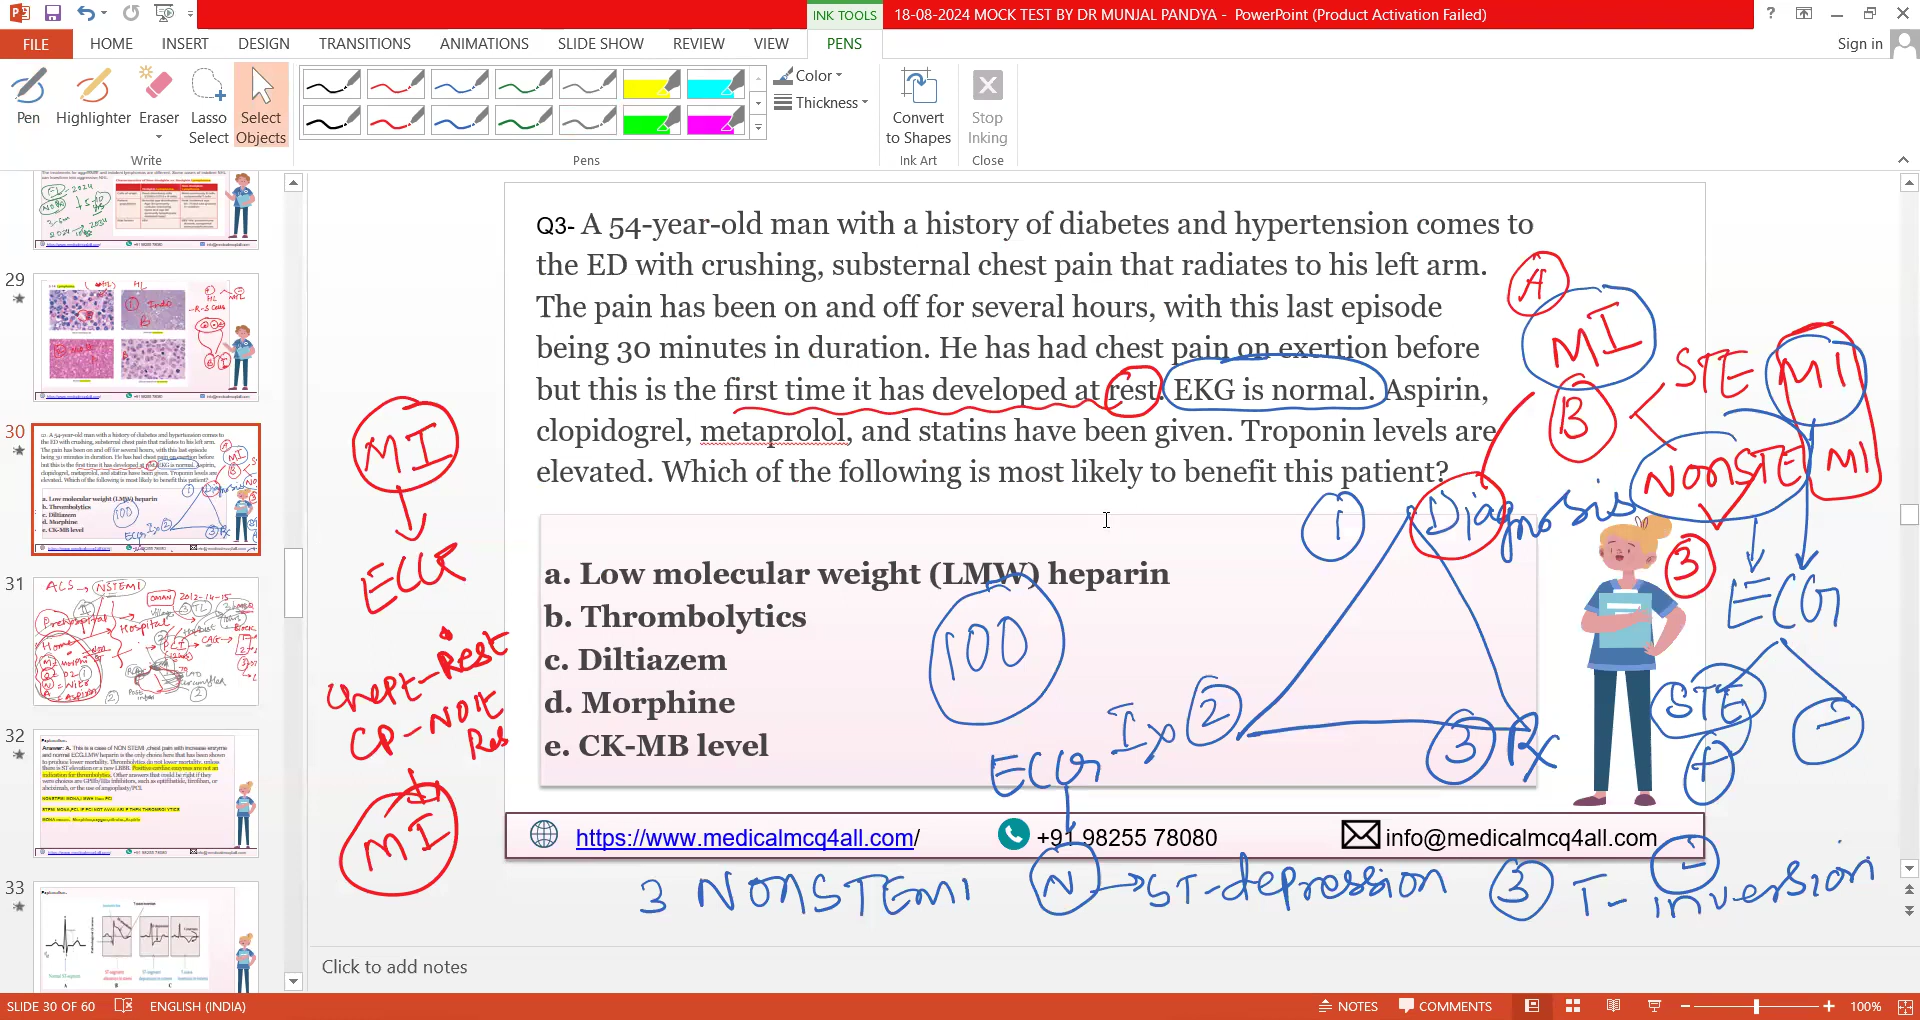 18-08-2024 MOCK TEST BY DR MUNJAL PANDYA - PowerPoint (Product Activation Failed)
INK TOOLS
FILE HOME INSERT DESIGN TRANSITIONS ANIMATIONS SLIDE SHOW REVIEW VIEW PENS
Sign in
Pen Highlighter Eraser Lasso Select Select Objects
Write
Pens
Color
Thickness
Convert to Shapes
Ink Art
Stop Inking
Close
29
30
31
32
33
Q3- A 54-year-old man with a history of diabetes and hypertension comes to
the ED with crushing, substernal chest pain that radiates to his left arm.
The pain has been on and off for several hours, with this last episode
being 30 minutes in duration. He has had chest pain on exertion before
but this is the first time it has developed at rest. EKG is normal. Aspirin,
clopidogrel, metaprolol, and statins have been given. Troponin levels are
elevated. Which of the following is most likely to benefit this patient?
a. Low molecular weight (LMW) heparin
b. Thrombolytics
c. Diltiazem
d. Morphine
e. CK-MB level
100
1
Diagnosis
Ix 2
3 Rx
ECG
A
MI
B
STE MI
NONSTE MI
3
ECG
STE
+
-
MI
ECG
Rest
CP-NOR
Res
MI
https://www.medicalmcq4all.com/
+91 98255 78080
info@medicalmcq4all.com
3 NONSTEMI N → ST-depression 3 T- inversion
Click to add notes
SLIDE 30 OF 60 ENGLISH (INDIA) NOTES COMMENTS 100%